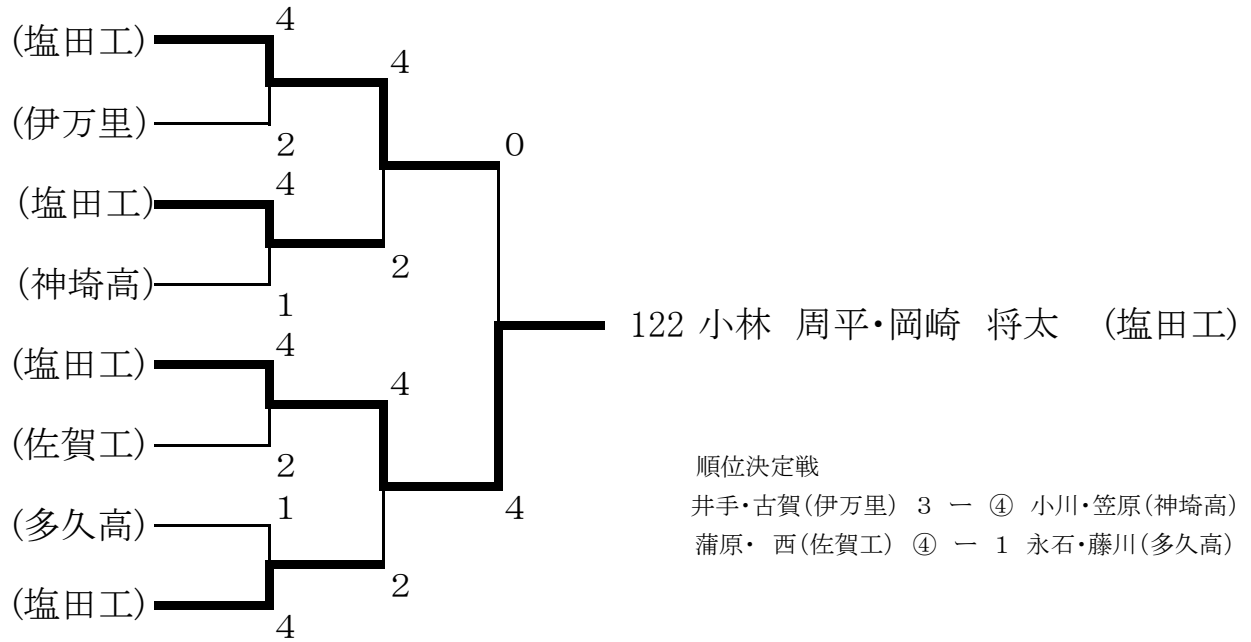 (塩田工)
4
4
(伊万里)
2
0
(塩田工)
4
(神埼高)
1
2
122 小林 周平・岡崎 将太 (塩田工)
(塩田工)
4
4
(佐賀工)
2
(多久高)
1
4
2
(塩田工)
4
順位決定戦
井手・古賀(伊万里) 3 ー ④ 小川・笠原(神埼高)
蒲原・ 西(佐賀工) ④ ー 1 永石・藤川(多久高)